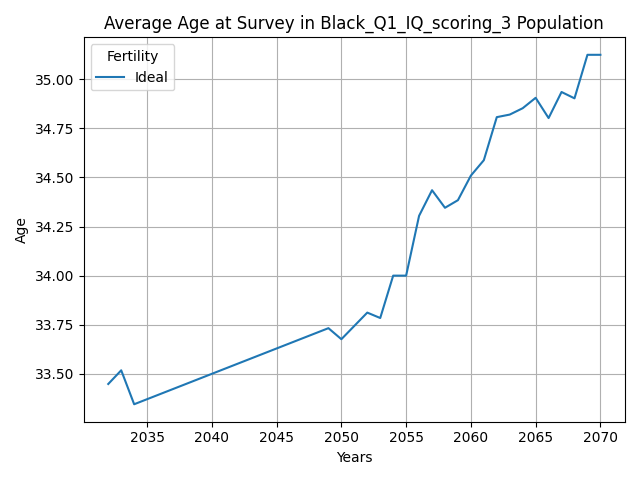 Average Age at Survey in Black_Q1_IQ_scoring_3 Population
Fertility
Ideal
35.00
34.75
34.50
34.25
34.00
33.75
33.50
Age
2035 2040 2045 2050 2055 2060 2065 2070
Years